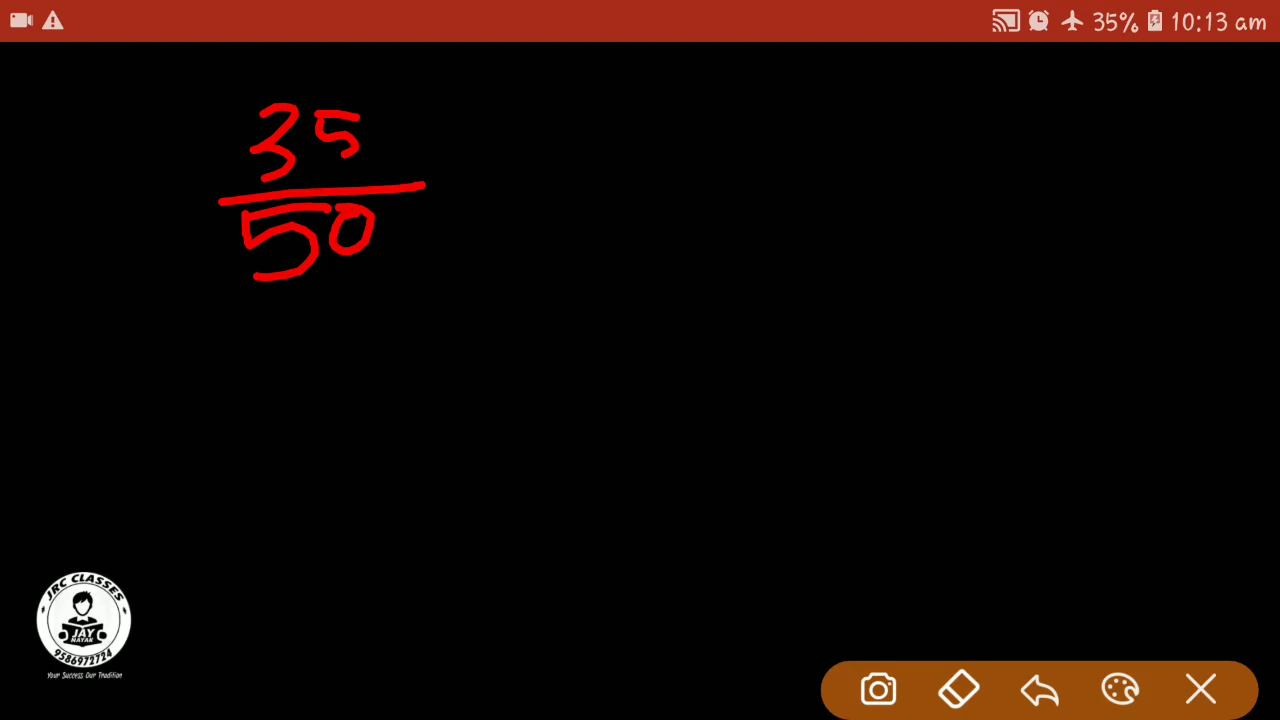 35% 10:13 am
35
50
JRC CLASSES
JAY
NAYAK
9586972724
Your Success Our Tradition